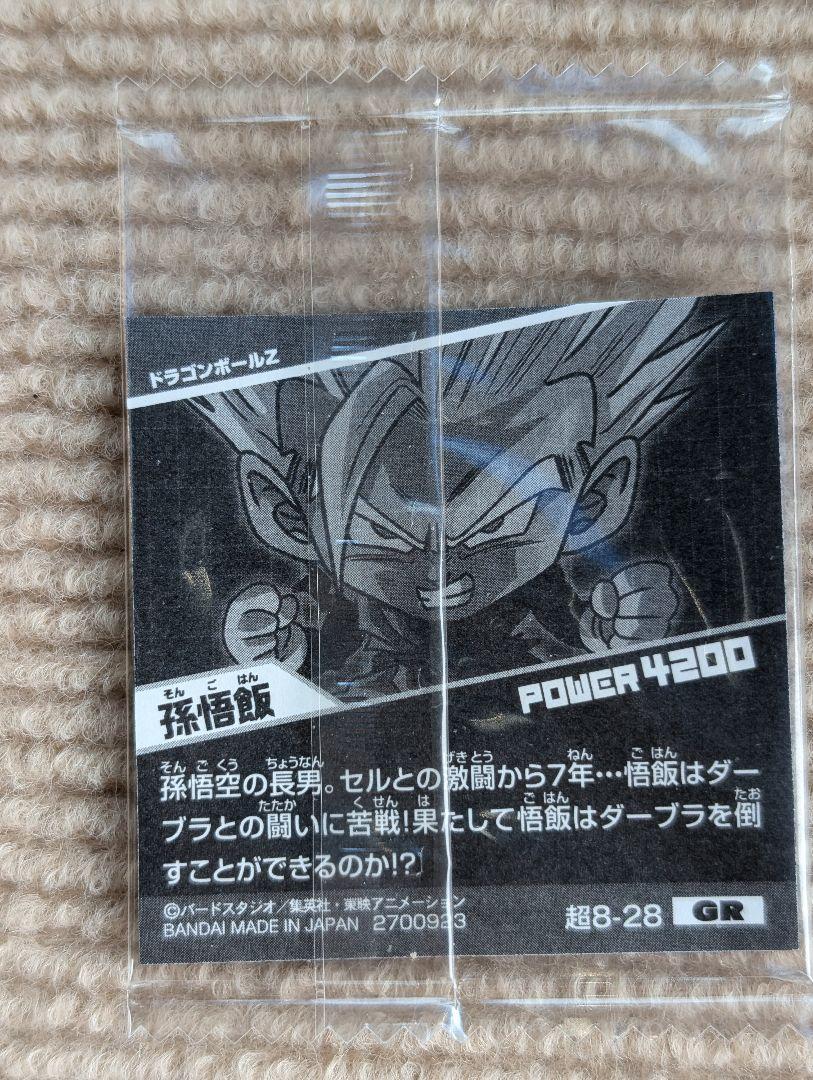 ドラゴンボールZ
そん ご はん
孫悟飯
POWER 4200
そん ご くう ちょうなん げきとう ねん ご はん
孫悟空の長男。セルとの激闘から7年…悟飯はダー
たたか く せん は ご はん たお
ブラとの闘いに苦戦!果たして悟飯はダーブラを倒
すことができるのか!?
©バードスタジオ／集英社・東映アニメーション
BANDAI MADE IN JAPAN 2700923
超8-28 GR